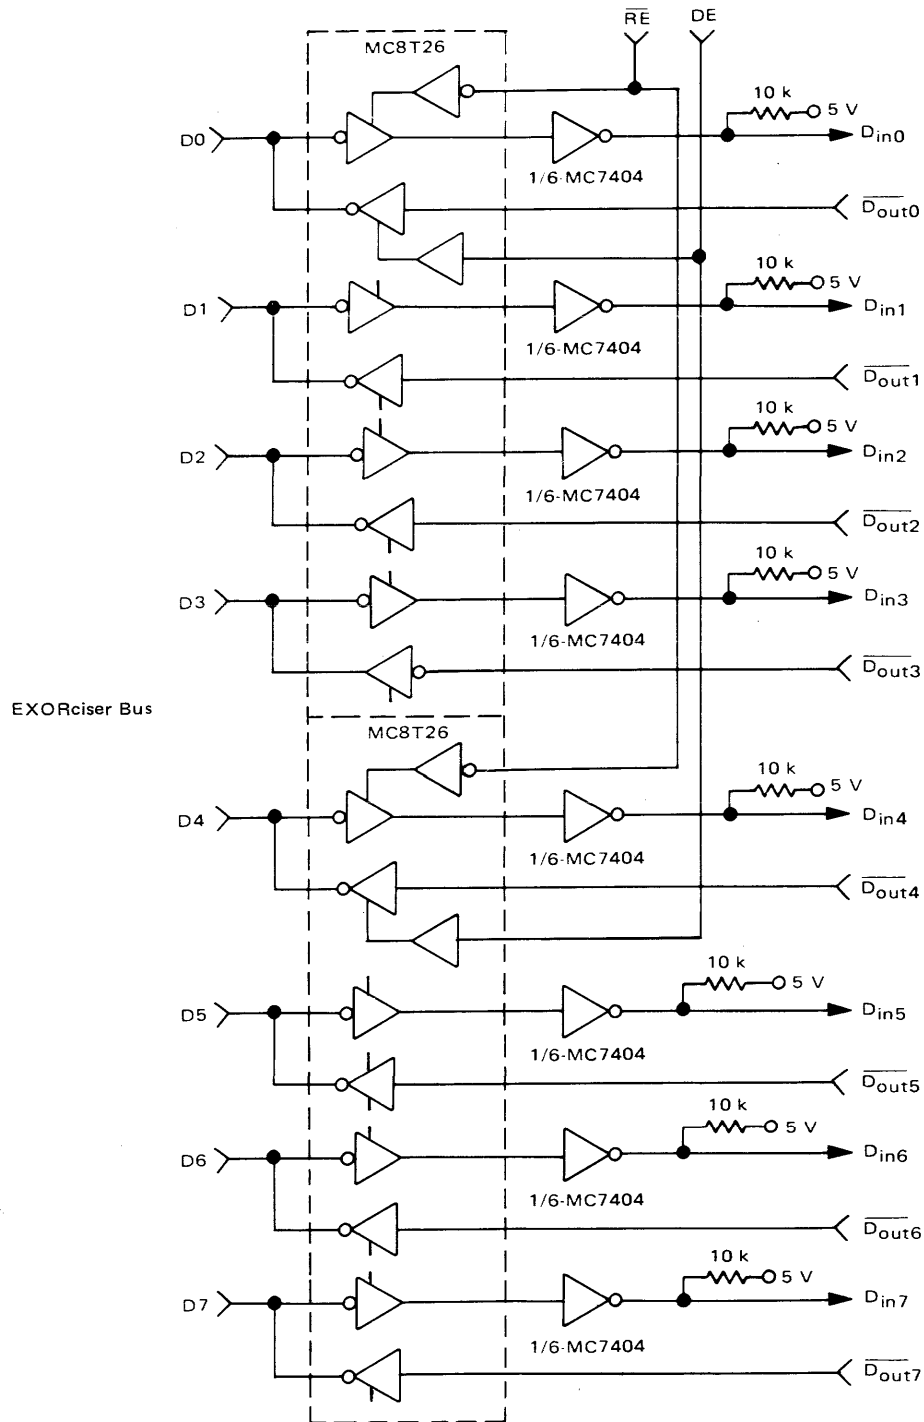 RE DE
MC8T26
10 k
5 V
D0
Din0
1/6-MC7404
Dout0
10 k
5 V
D1
Din1
1/6-MC7404
Dout1
10 k
5 V
D2
Din2
1/6-MC7404
Dout2
10 k
5 V
D3
Din3
1/6-MC7404
Dout3
EXORciser Bus
MC8T26
10 k
5 V
D4
Din4
1/6-MC7404
Dout4
10 k
5 V
D5
Din5
1/6-MC7404
Dout5
10 k
5 V
D6
Din6
1/6-MC7404
Dout6
10 k
5 V
D7
Din7
1/6-MC7404
Dout7